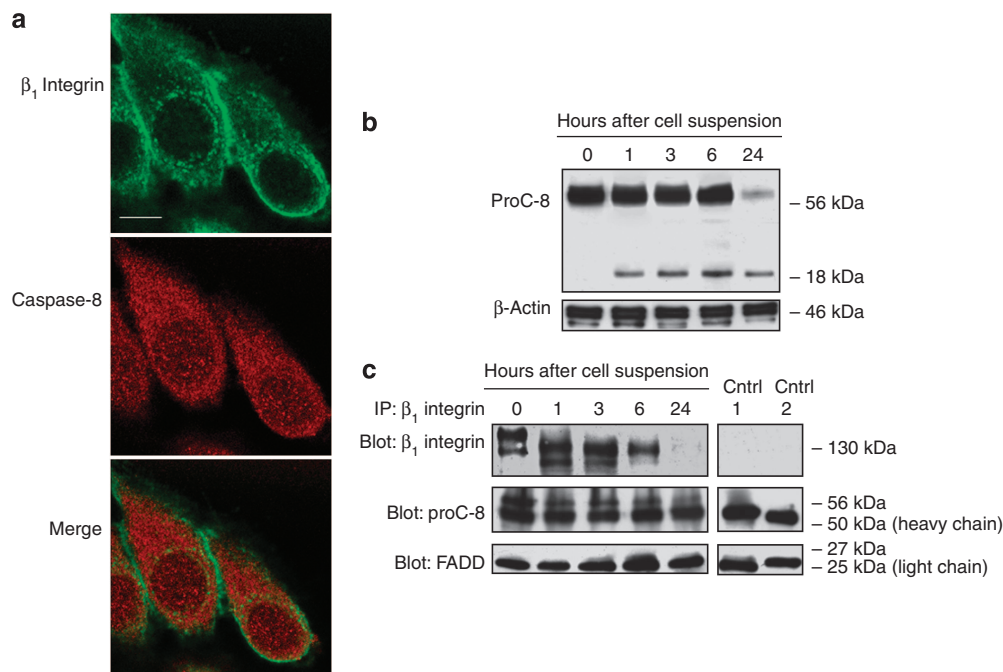 a
β1 Integrin
Caspase-8
Merge
b
Hours after cell suspension
0 1 3 6 24
ProC-8
– 56 kDa
– 18 kDa
β-Actin
– 46 kDa
c
Hours after cell suspension
Cntrl Cntrl
IP: β1 integrin 0 1 3 6 24 1 2
Blot: β1 integrin
– 130 kDa
Blot: proC-8
– 56 kDa
– 50 kDa (heavy chain)
Blot: FADD
– 27 kDa
– 25 kDa (light chain)